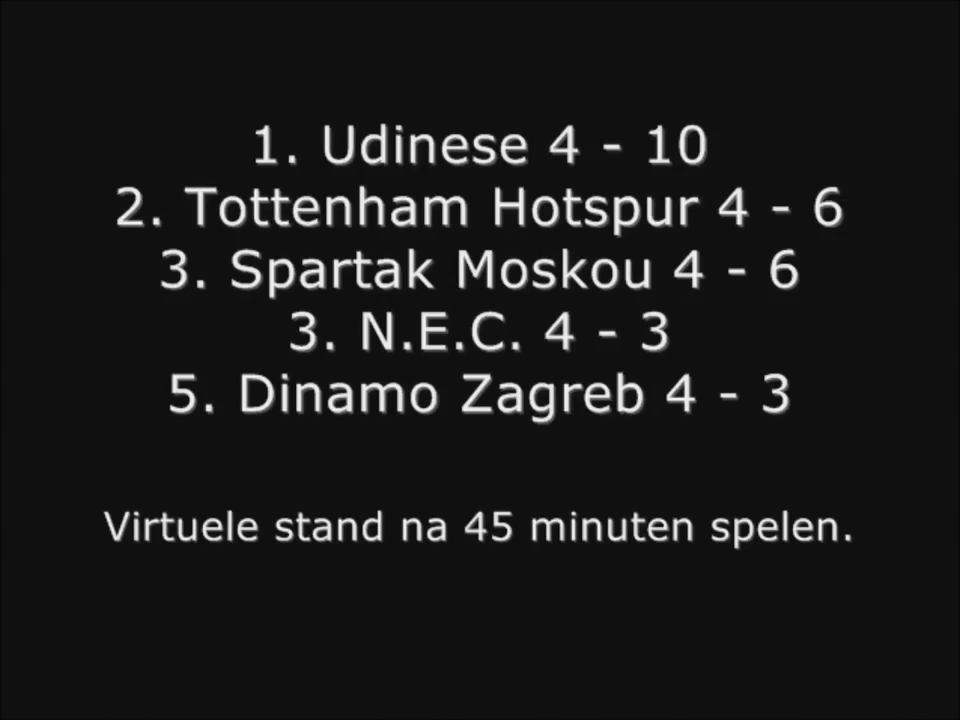 1. Udinese 4 - 10
2. Tottenham Hotspur 4 - 6
3. Spartak Moskou 4 - 6
3. N.E.C. 4 - 3
5. Dinamo Zagreb 4 - 3
Virtuele stand na 45 minuten spelen.